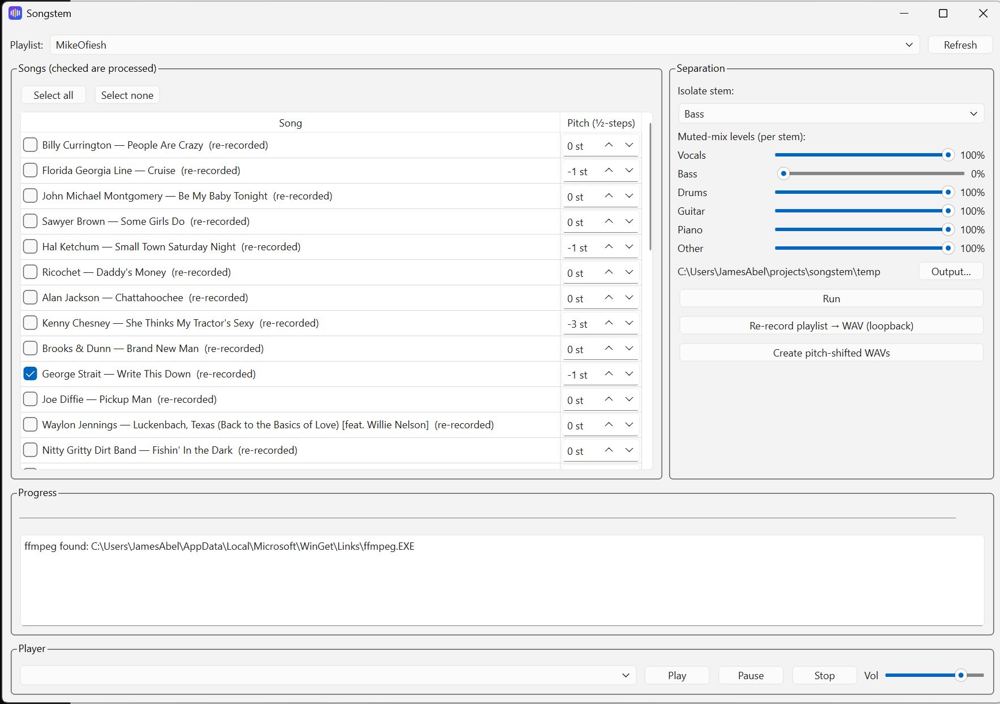 Songstem
Playlist: MikeOfiesh Refresh
Songs (checked are processed)
Select all Select none
Song Pitch (½-steps)
Billy Currington — People Are Crazy (re-recorded) 0 st
Florida Georgia Line — Cruise (re-recorded) -1 st
John Michael Montgomery — Be My Baby Tonight (re-recorded) 0 st
Sawyer Brown — Some Girls Do (re-recorded) 0 st
Hal Ketchum — Small Town Saturday Night (re-recorded) -1 st
Ricochet — Daddy's Money (re-recorded) 0 st
Alan Jackson — Chattahoochee (re-recorded) 0 st
Kenny Chesney — She Thinks My Tractor's Sexy (re-recorded) -3 st
Brooks & Dunn — Brand New Man (re-recorded) 0 st
George Strait — Write This Down (re-recorded) -1 st
Joe Diffie — Pickup Man (re-recorded) 0 st
Waylon Jennings — Luckenbach, Texas (Back to the Basics of Love) [feat. Willie Nelson] (re-recorded) 0 st
Nitty Gritty Dirt Band — Fishin' In the Dark (re-recorded) 0 st
Separation
Isolate stem:
Bass
Muted-mix levels (per stem):
Vocals 100%
Bass 0%
Drums 100%
Guitar 100%
Piano 100%
Other 100%
C:\Users\JamesAbel\projects\songstem\temp Output...
Run
Re-record playlist → WAV (loopback)
Create pitch-shifted WAVs
Progress
ffmpeg found: C:\Users\JamesAbel\AppData\Local\Microsoft\WinGet\Links\ffmpeg.EXE
Player
Play Pause Stop Vol